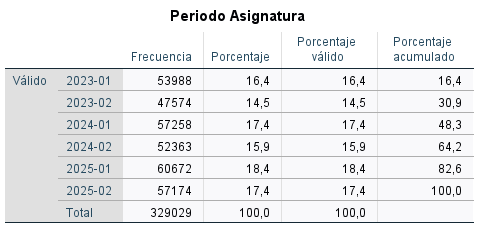 Periodo Asignatura
Frecuencia Porcentaje Porcentaje válido Porcentaje acumulado
Válido 2023-01 53988 16,4 16,4 16,4
2023-02 47574 14,5 14,5 30,9
2024-01 57258 17,4 17,4 48,3
2024-02 52363 15,9 15,9 64,2
2025-01 60672 18,4 18,4 82,6
2025-02 57174 17,4 17,4 100,0
Total 329029 100,0 100,0